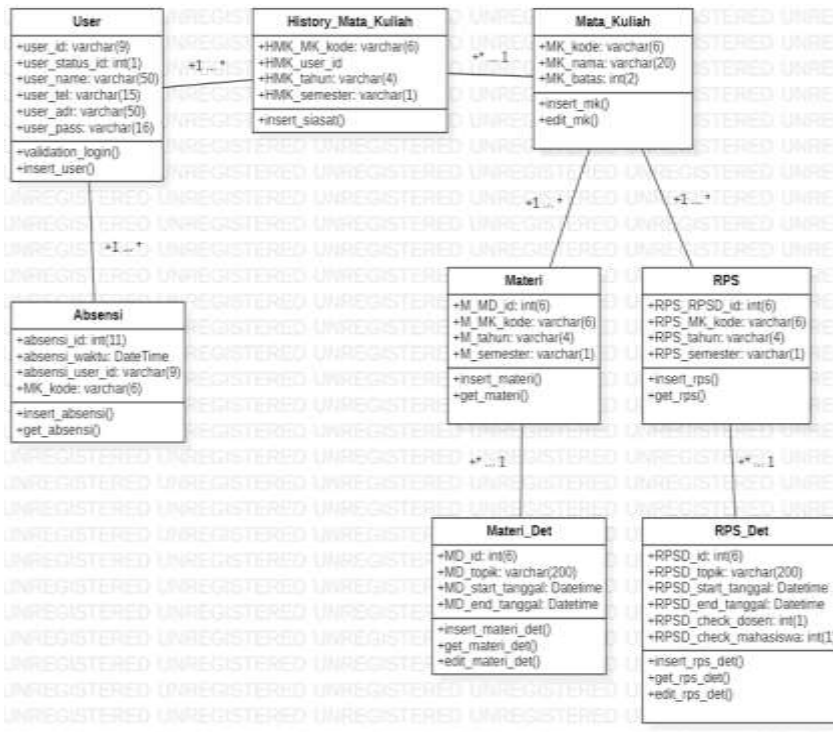 User
+user_id: varchar(9)
+user_status_id: int(1)
+user_name: varchar(50)
+user_tel: varchar(15)
+user_adr: varchar(50)
+user_pass: varchar(16)
+validation_login()
+insert_user()
+1 ... *
History_Mata_Kuliah
+HMK_MK_kode: varchar(6)
+HMK_user_id
+HMK_tahun: varchar(4)
+HMK_semester: varchar(1)
+insert_siasat()
+* ... 1
Mata_Kuliah
+MK_kode: varchar(6)
+MK_nama: varchar(20)
+MK_batas: int(2)
+insert_mk()
+edit_mk()
+1 ... *
+1 ... *
+1 ... *
Absensi
+absensi_id: int(11)
+absensi_waktu: DateTime
+absensi_user_id: varchar(9)
+MK_kode: varchar(6)
+insert_absensi()
+get_absensi()
Materi
+M_MD_id: int(6)
+M_MK_kode: varchar(6)
+M_tahun: varchar(4)
+M_semester: varchar(1)
+insert_materi()
+get_materi()
RPS
+RPS_RPSD_id: int(6)
+RPS_MK_kode: varchar(6)
+RPS_tahun: varchar(4)
+RPS_semester: varchar(1)
+insert_rps()
+get_rps()
+* ... 1
+* ... 1
Materi_Det
+MD_id: int(6)
+MD_topik: varchar(200)
+MD_start_tanggal: Datetime
+MD_end_tanggal: Datetime
+insert_materi_det()
+get_materi_det()
+edit_materi_det()
RPS_Det
+RPSD_id: int(6)
+RPSD_topik: varchar(200)
+RPSD_start_tanggal: Datetime
+RPSD_end_tanggal: Datetime
+RPSD_check_dosen: int(1)
+RPSD_check_mahasiswa: int(1
+insert_rps_det()
+get_rps_det()
+edit_rps_det()